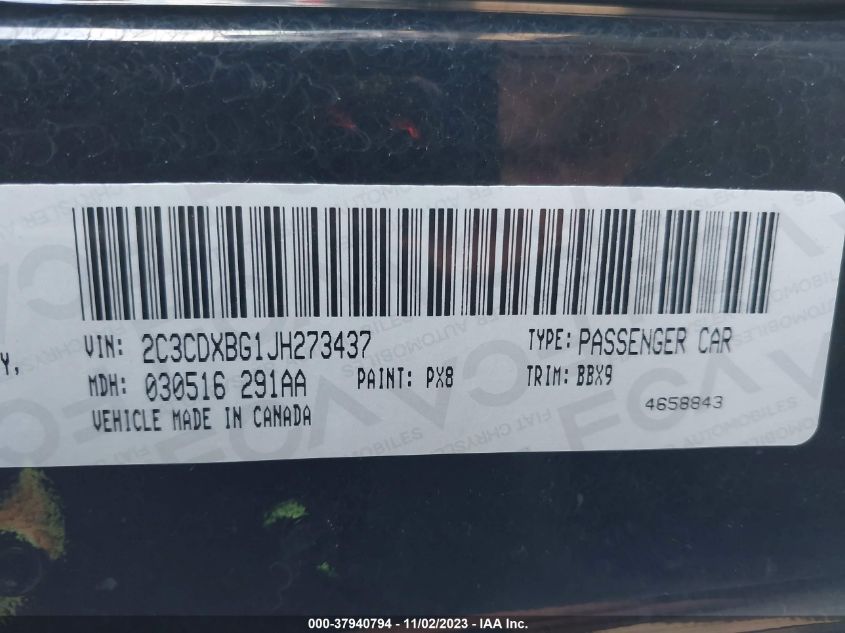 VIN: 2C3CDXBG1JH273437 TYPE: PASSENGER CAR
Y,
MDH: 030516 291AA PAINT: PX8 TRIM: BBX9
VEHICLE MADE IN CANADA 4658843
000-37940794 - 11/02/2023 - © IAA Inc.